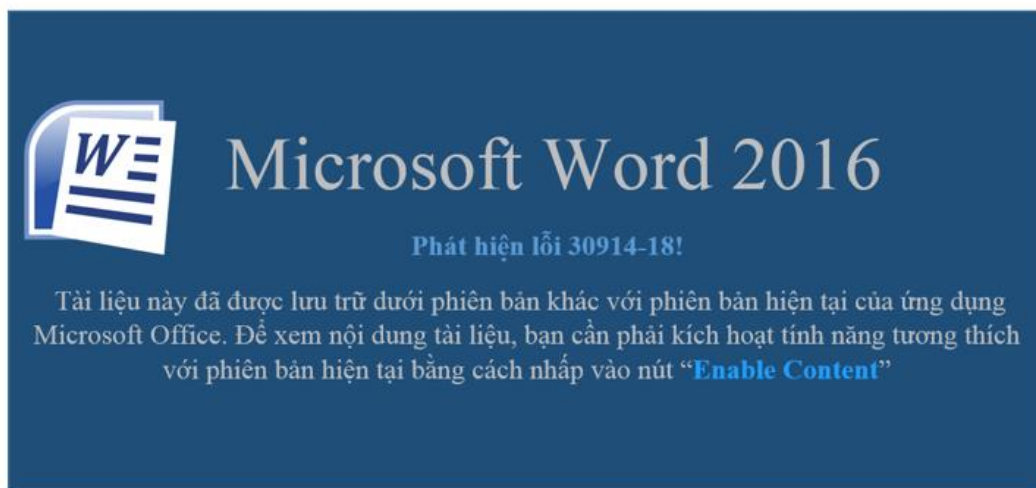 W
Microsoft Word 2016
Phát hiện lỗi 30914-18!
Tài liệu này đã được lưu trữ dưới phiên bản khác với phiên bản hiện tại của ứng dụng
Microsoft Office. Để xem nội dung tài liệu, bạn cần phải kích hoạt tính năng tương thích
với phiên bản hiện tại bằng cách nhấp vào nút “Enable Content”